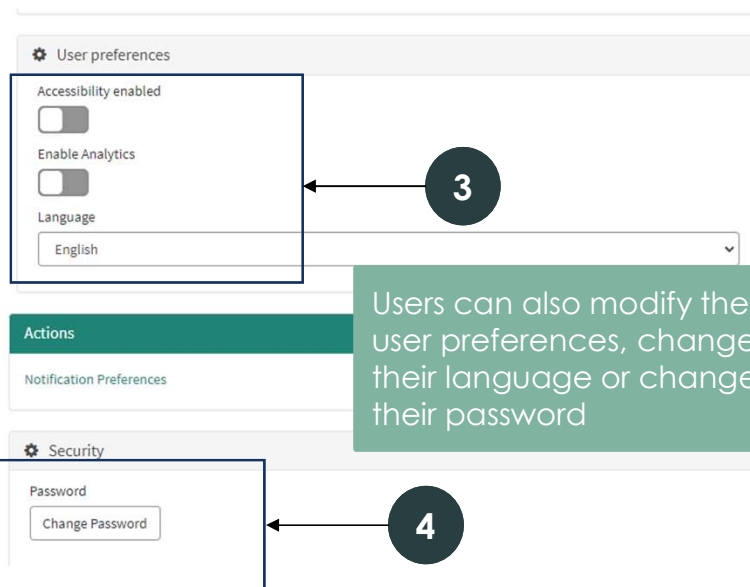 User preferences
Accessibility enabled
Enable Analytics
3
Language
English
Users can also modify the
user preferences, change
their language or change
their password
Actions
Notification Preferences
Security
Password
Change Password
4